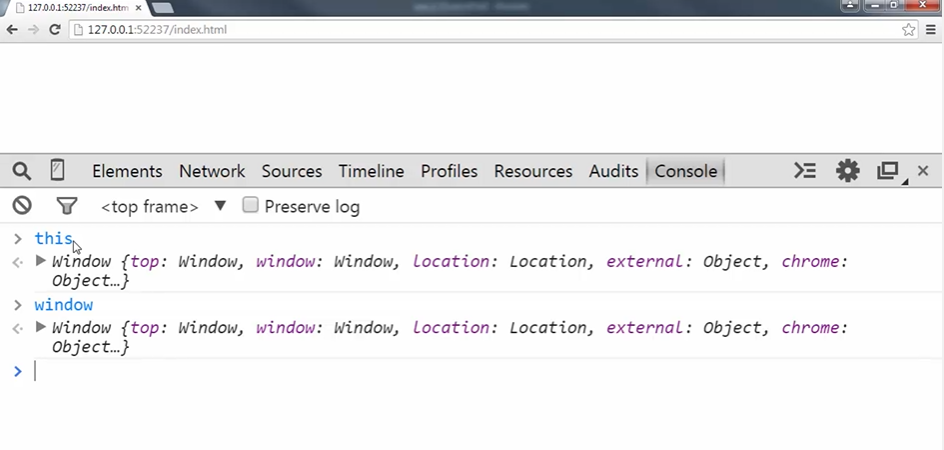 127.0.0.1:52237/index.htm
127.0.0.1:52237/index.html
Elements Network Sources Timeline Profiles Resources Audits Console
<top frame> ▼ Preserve log
> this
Window {top: Window, window: Window, location: Location, external: Object, chrome:
Object…}
> window
Window {top: Window, window: Window, location: Location, external: Object, chrome:
Object…}
>